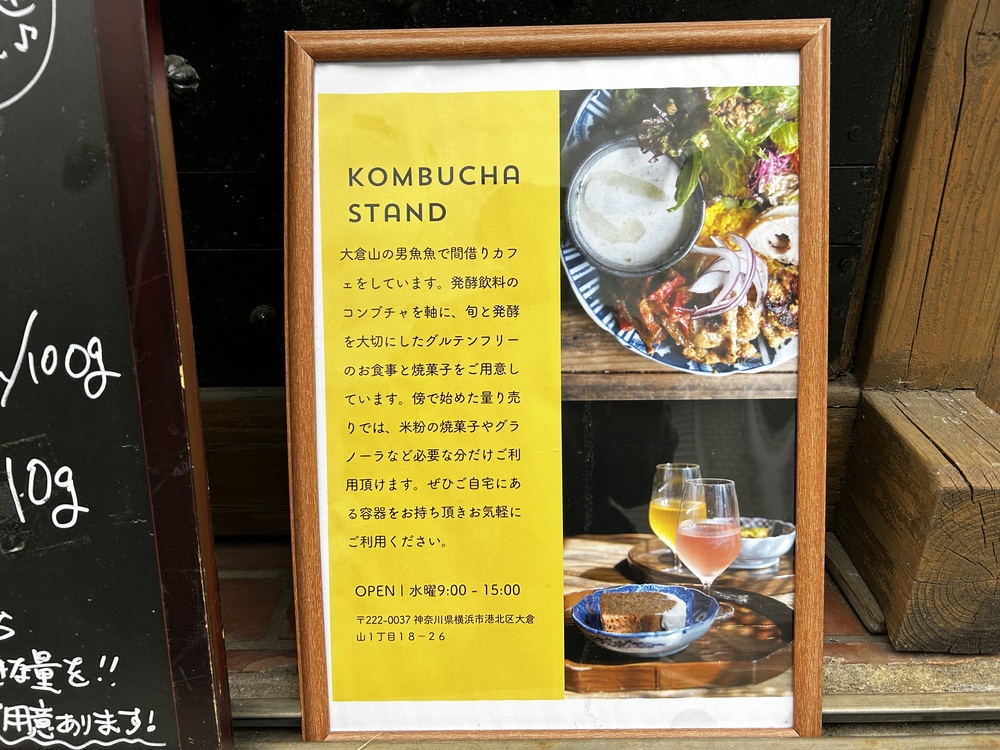 /100g
10g
な量を!!
用意あります!
KOMBUCHA
STAND
大倉山の男魚魚で間借りカフ
ェをしています。発酵飲料の
コンブチャを軸に、旬と発酵
を大切にしたグルテンフリー
のお食事と焼菓子をご用意し
ています。傍で始めた量り売
りでは、米粉の焼菓子やグラ
ノーラなど必要な分だけご利
用頂けます。ぜひご自宅にあ
る容器をお持ち頂きお気軽に
ご利用ください。
OPEN | 水曜9:00 - 15:00
〒222-0037 神奈川県横浜市港北区大倉
山1丁目18−26